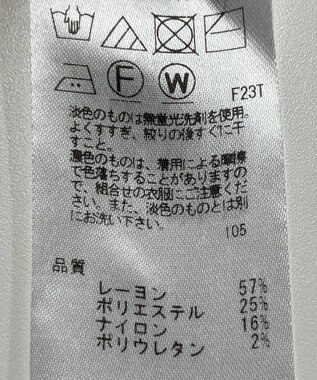 F W
F23T
淡色のものは無蛍光洗剤を使用。
よくすすぎ、絞りの後すぐに干
すこと。
濃色のものは、着用による摩擦
で色落ちすることがありますの
で、組合せの衣服にご注意くだ
さい。また、淡色のものとは別
にお洗い下さい。
105
品質
レーヨン 57%
ポリエステル 25%
ナイロン 16%
ポリウレタン 2%